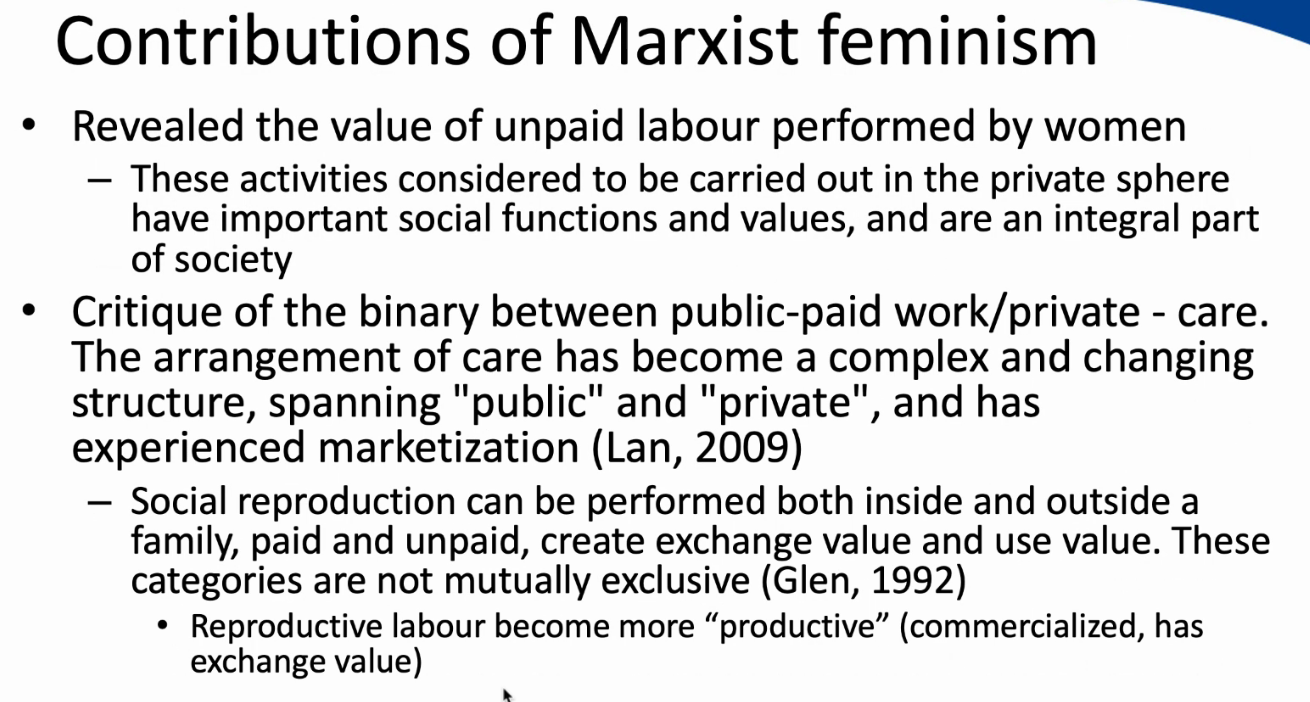 Contributions of Marxist feminism
• Revealed the value of unpaid labour performed by women
– These activities considered to be carried out in the private sphere
have important social functions and values, and are an integral part
of society
• Critique of the binary between public-paid work/private - care.
The arrangement of care has become a complex and changing
structure, spanning "public" and "private", and has
experienced marketization (Lan, 2009)
– Social reproduction can be performed both inside and outside a
family, paid and unpaid, create exchange value and use value. These
categories are not mutually exclusive (Glen, 1992)
• Reproductive labour become more “productive” (commercialized, has
exchange value)